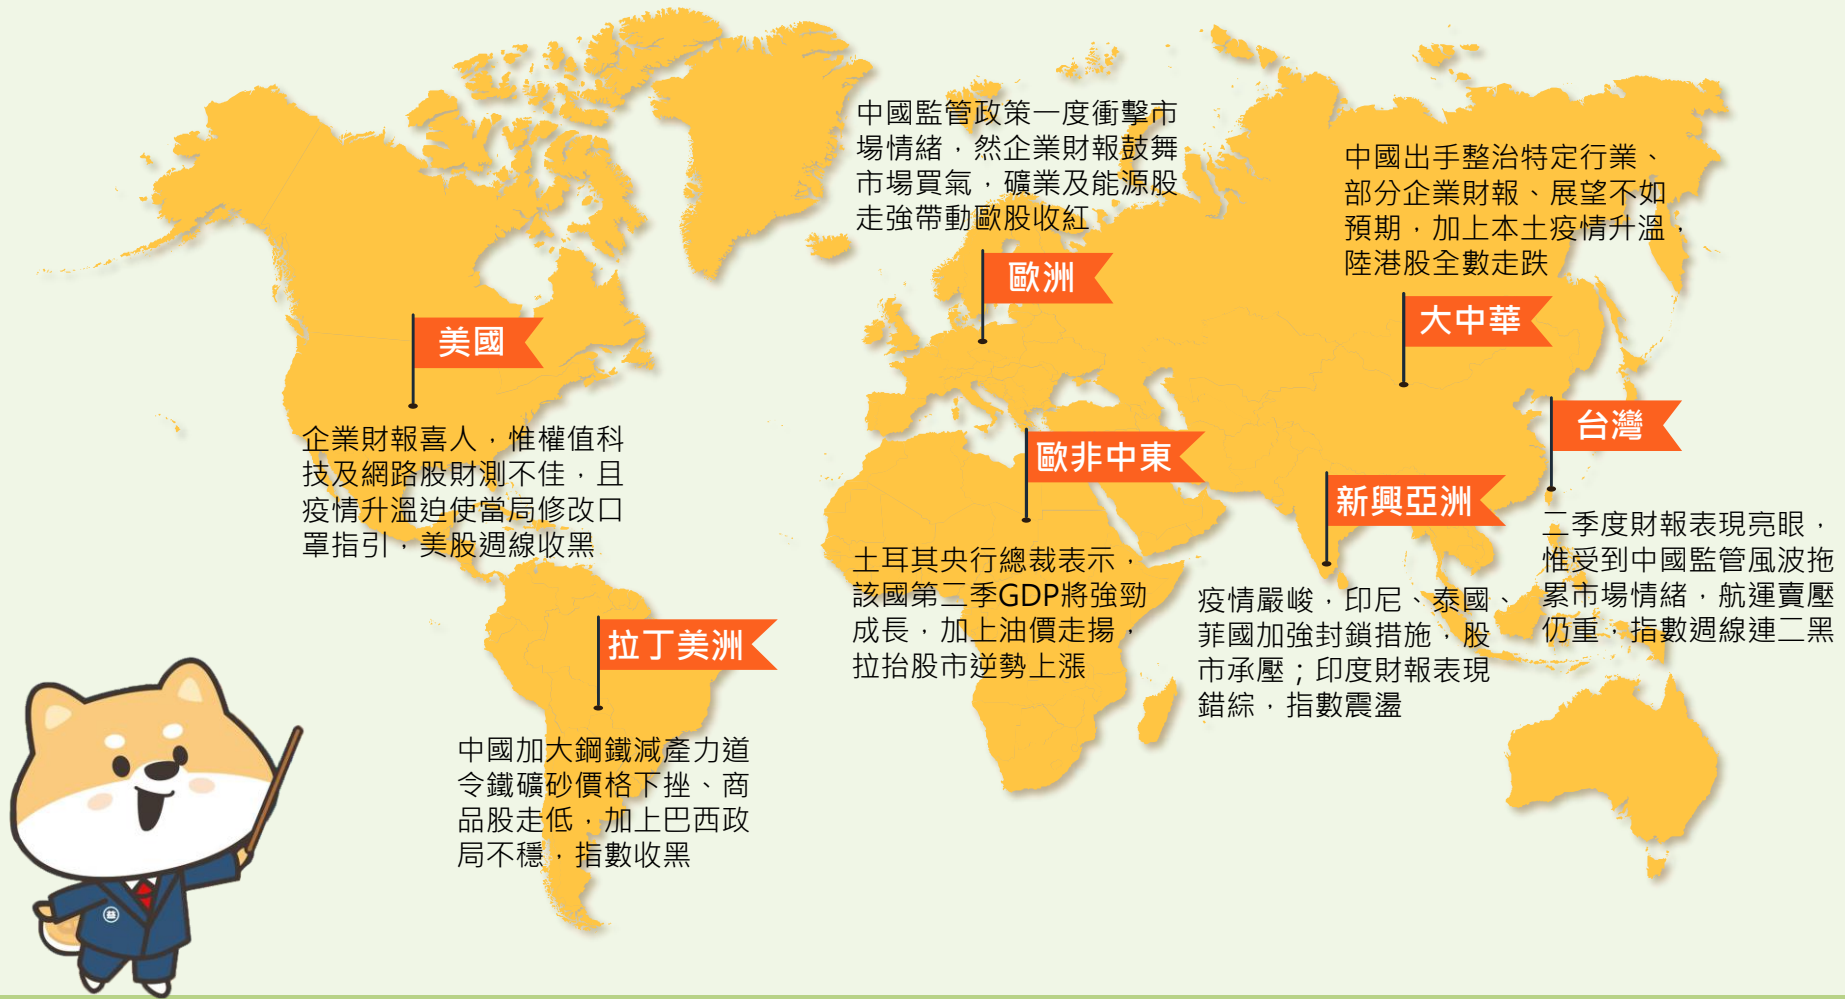 中國監管政策一度衝擊市
場情緒，然企業財報鼓舞
市場買氣，礦業及能源股
走強帶動歐股收紅
歐洲
中國出手整治特定行業、
部分企業財報、展望不如
預期，加上本土疫情升溫，
陸港股全數走跌
大中華
美國
企業財報喜人，惟權值科
技及網路股財測不佳，且
疫情升溫迫使當局修改口
罩指引，美股週線收黑
台灣
二季度財報表現亮眼，
惟受到中國監管風波拖
累市場情緒，航運賣壓
仍重，指數週線連二黑
歐非中東
土耳其央行總裁表示，
該國第二季GDP將強勁
成長，加上油價走揚，
拉抬股市逆勢上漲
新興亞洲
疫情嚴峻，印尼、泰國、
菲國加強封鎖措施，股
市承壓；印度財報表現
錯綜，指數震盪
拉丁美洲
中國加大鋼鐵減產力道
令鐵礦砂價格下挫、商
品股走低，加上巴西政
局不穩，指數收黑